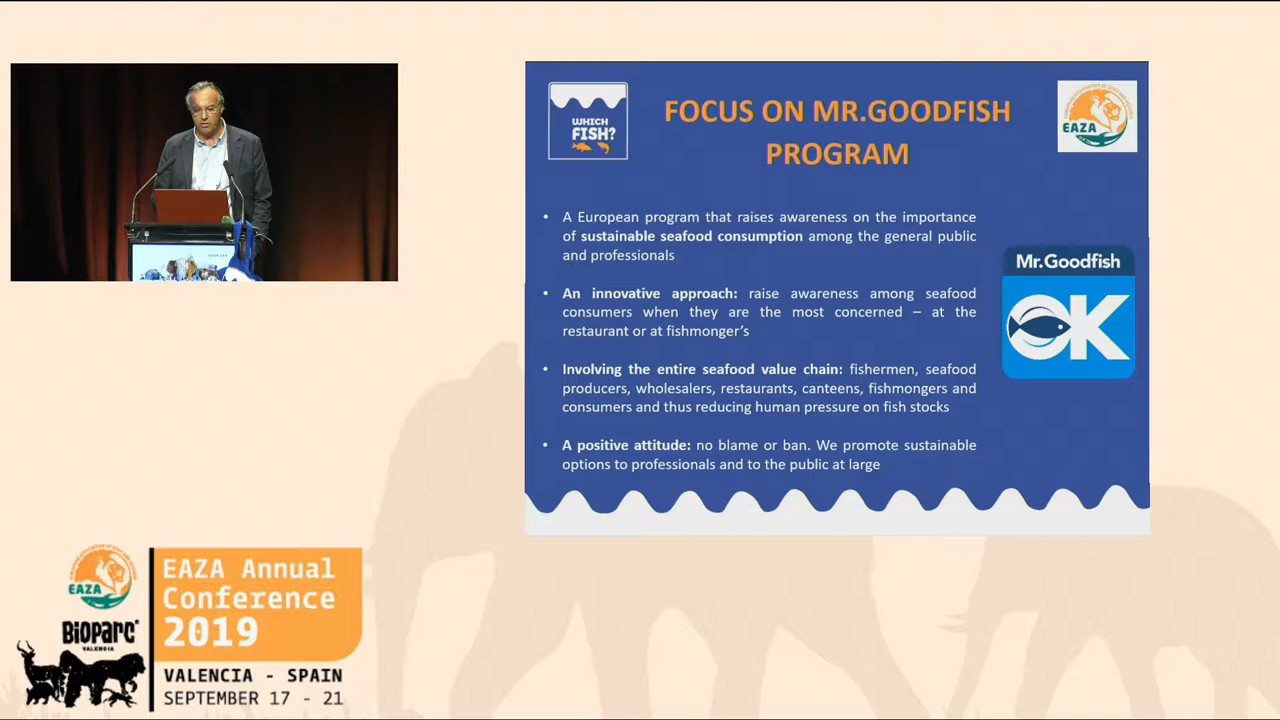 WHICH
FISH?
FOCUS ON MR.GOODFISH
PROGRAM
EAZA
• A European program that raises awareness on the importance
of sustainable seafood consumption among the general public
and professionals
• An innovative approach: raise awareness among seafood
consumers when they are the most concerned – at the
restaurant or at fishmonger's
• Involving the entire seafood value chain: fishermen, seafood
producers, wholesalers, restaurants, canteens, fishmongers and
consumers and thus reducing human pressure on fish stocks
• A positive attitude: no blame or ban. We promote sustainable
options to professionals and to the public at large
Mr.Goodfish
OK
EAZA
BIOPARC
VALENCIA
EAZA Annual
Conference
2019
VALENCIA - SPAIN
SEPTEMBER 17 - 21